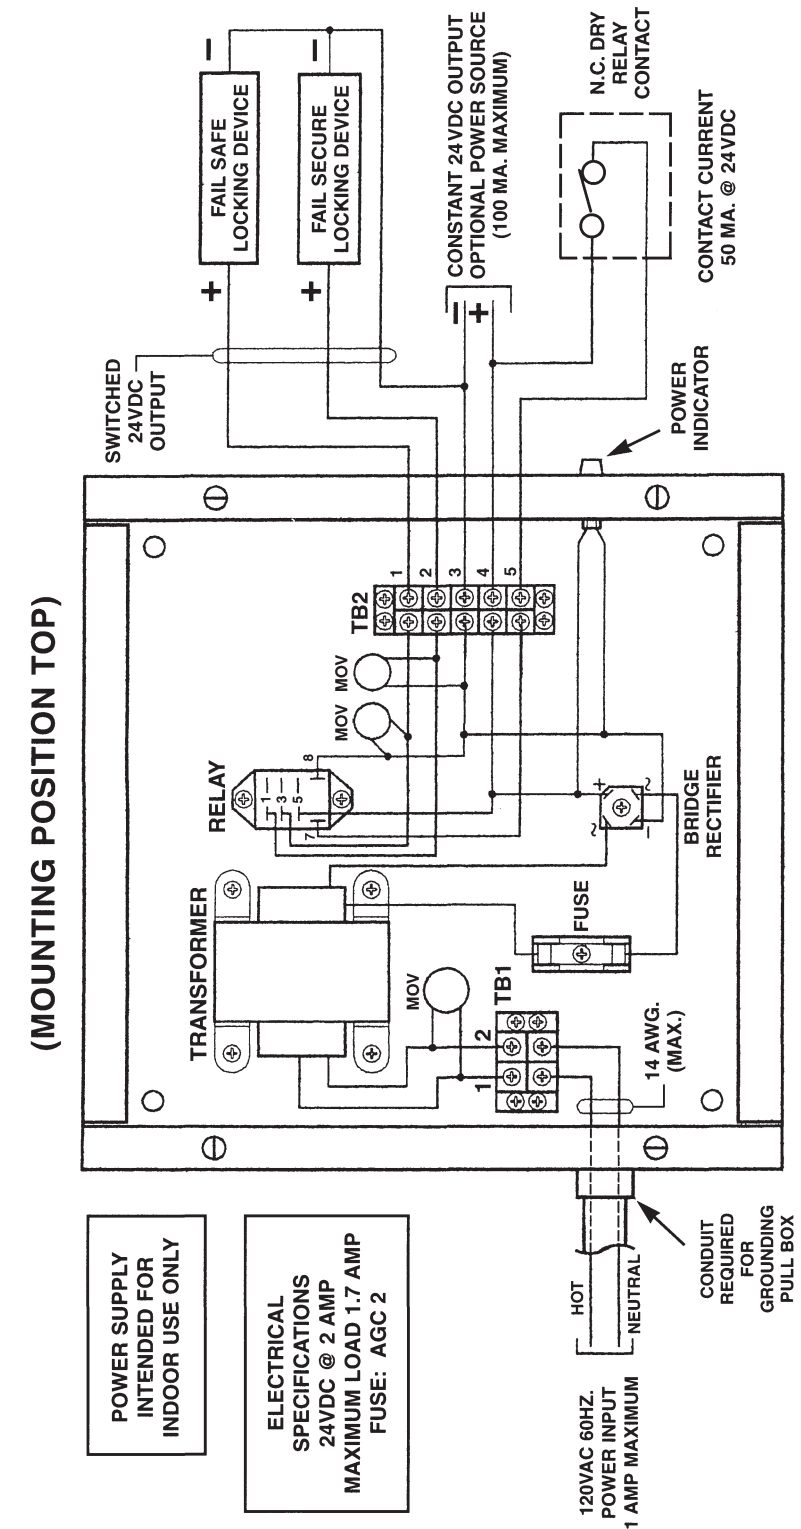 (MOUNTING POSITION TOP)
POWER SUPPLY
INTENDED FOR
INDOOR USE ONLY
ELECTRICAL
SPECIFICATIONS
24VDC @ 2 AMP
MAXIMUM LOAD 1.7 AMP
FUSE: AGC 2
120VAC 60HZ.
POWER INPUT
1 AMP MAXIMUM
HOT
NEUTRAL
CONDUIT
REQUIRED
FOR
GROUNDING
PULL BOX
14 AWG.
(MAX.)
TRANSFORMER
MOV
TB1
1
2
FUSE
BRIDGE
RECTIFIER
+
~
~
-
RELAY
1
3
5
7
8
MOV
MOV
TB2
1
2
3
4
5
SWITCHED
24VDC
OUTPUT
+
FAIL SAFE
LOCKING DEVICE
–
+
FAIL SECURE
LOCKING DEVICE
–
–
+
CONSTANT 24VDC OUTPUT
OPTIONAL POWER SOURCE
(100 MA. MAXIMUM)
N.C. DRY
RELAY
CONTACT
CONTACT CURRENT
50 MA. @ 24VDC
POWER
INDICATOR